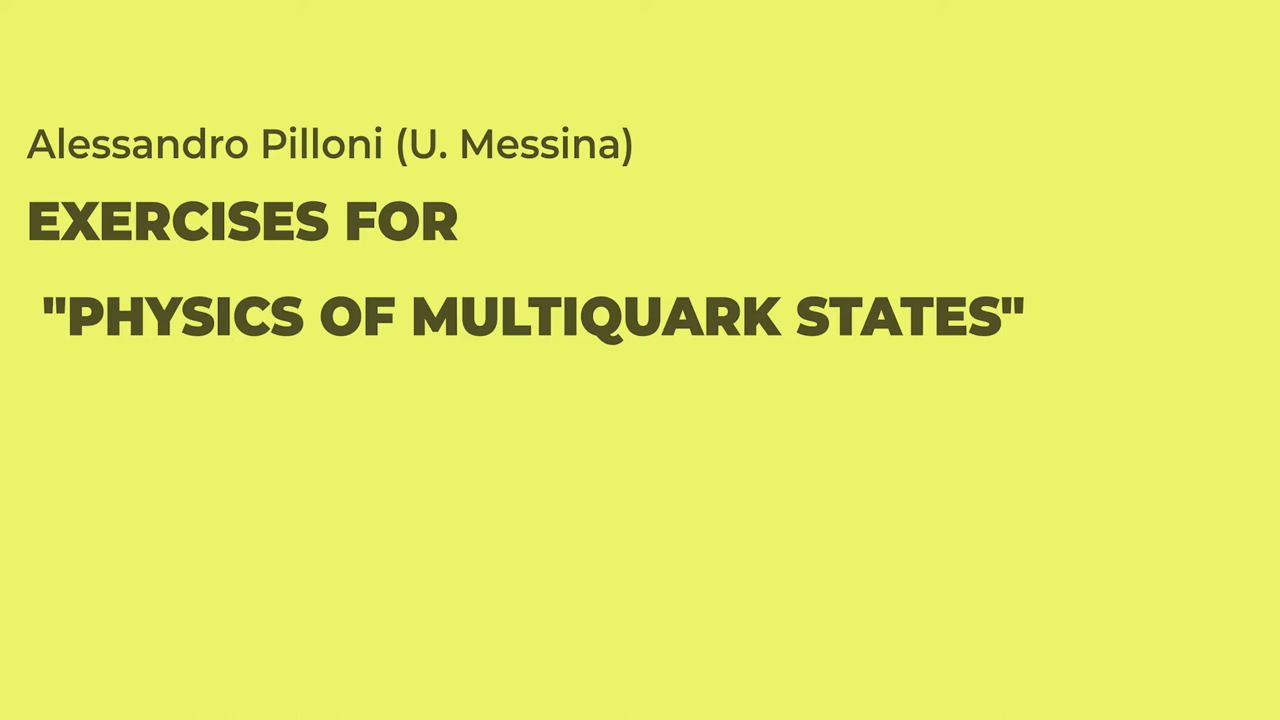 Alessandro Pilloni (U. Messina)
EXERCISES FOR
"PHYSICS OF MULTIQUARK STATES"